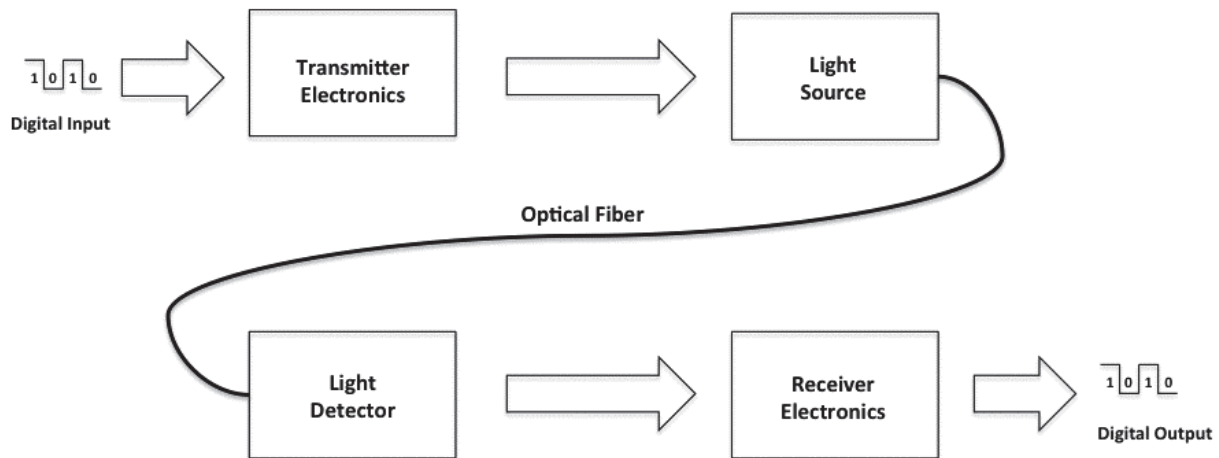 1 0 1 0
Digital Input
Transmitter
Electronics
Light
Source
Optical Fiber
Light
Detector
Receiver
Electronics
1 0 1 0
Digital Output